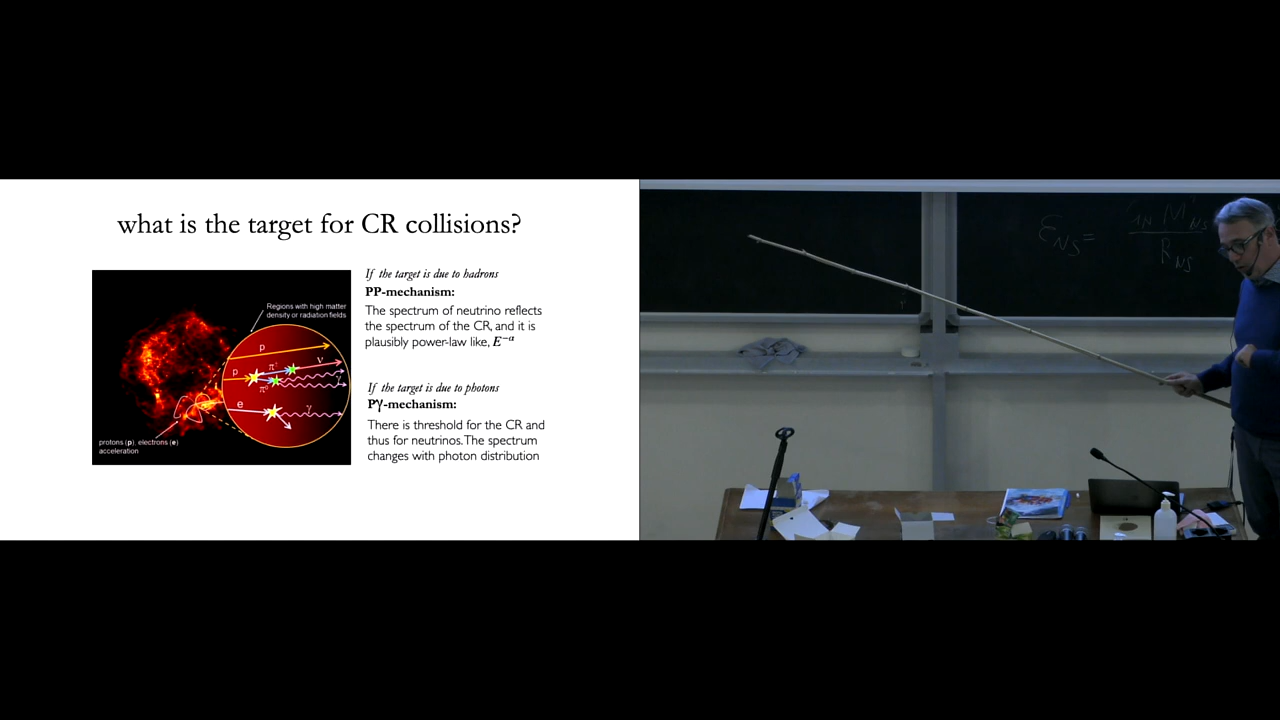 what is the target for CR collisions?
If the target is due to hadrons
PP-mechanism:
The spectrum of neutrino reflects
the spectrum of the CR, and it is
plausibly power-law like, E^{-α}
If the target is due to photons
Pγ-mechanism:
There is threshold for the CR and
thus for neutrinos. The spectrum
changes with photon distribution
Regions with high matter
density or radiation fields
p
p
π⁰
ν
γ
e
γ
protons (p), electrons (e)
acceleration
ε_NS =
M_NS
R_NS